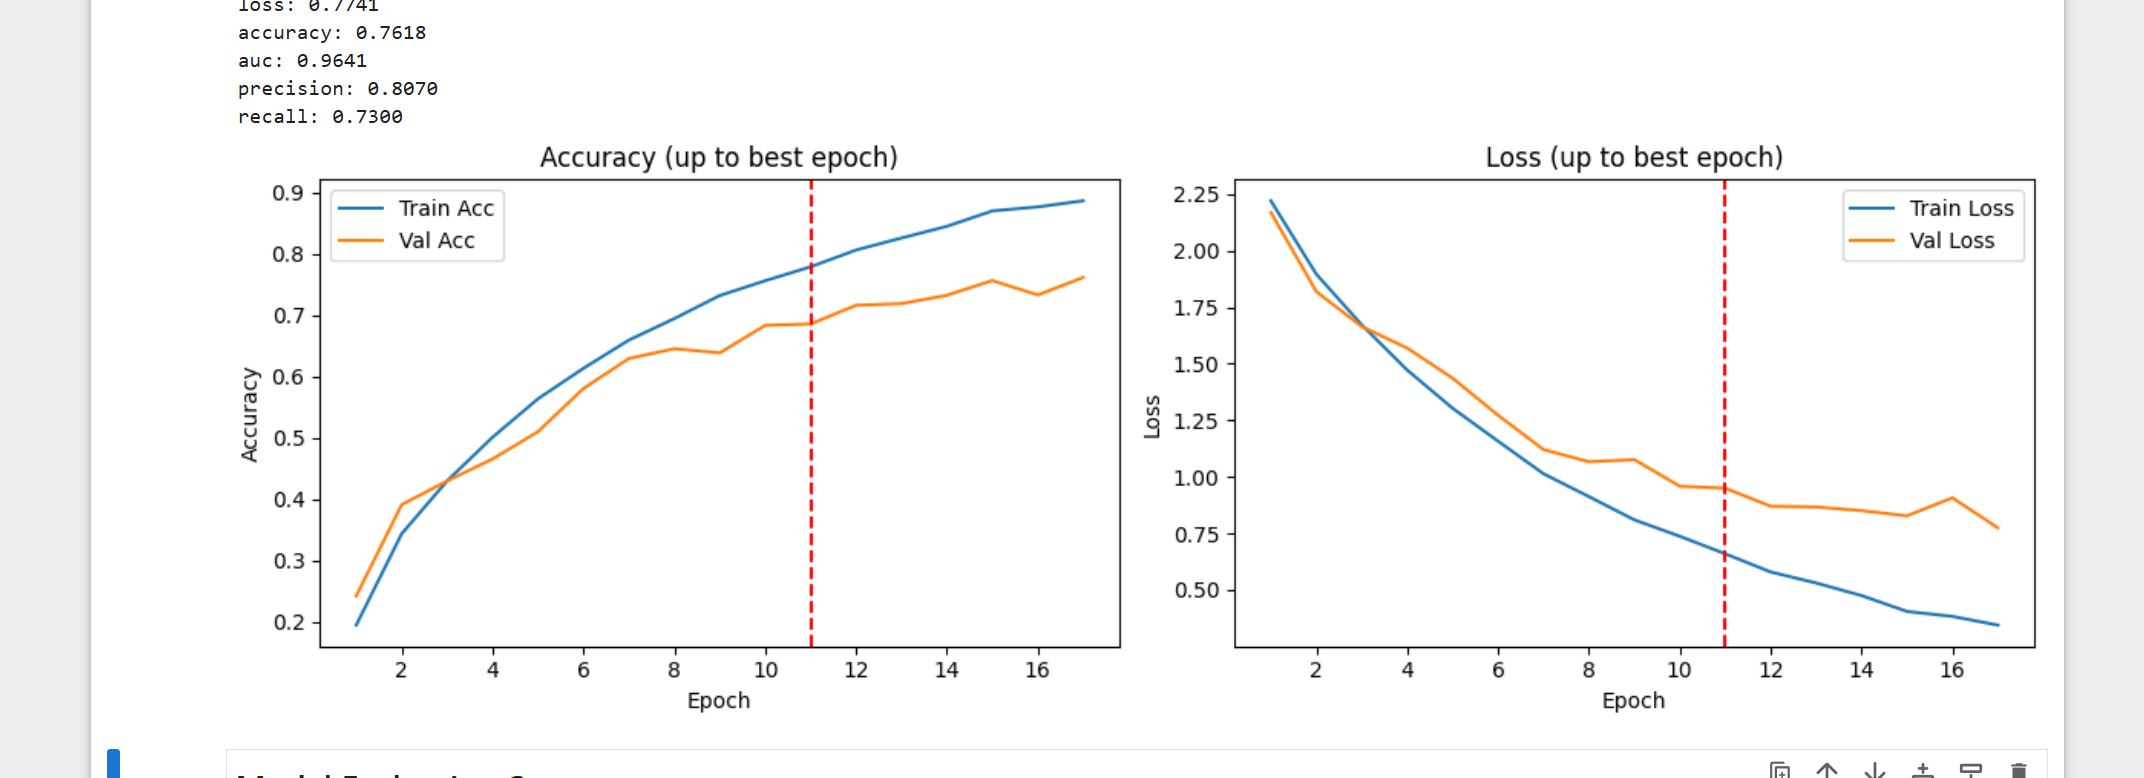 loss: 0.7741
accuracy: 0.7618
auc: 0.9641
precision: 0.8070
recall: 0.7300
Accuracy (up to best epoch)
0.9
0.8
0.7
0.6
0.5
0.4
0.3
0.2
Accuracy
Train Acc
Val Acc
2 4 6 8 10 12 14 16
Epoch
Loss (up to best epoch)
2.25
2.00
1.75
1.50
1.25
1.00
0.75
0.50
Loss
Train Loss
Val Loss
2 4 6 8 10 12 14 16
Epoch